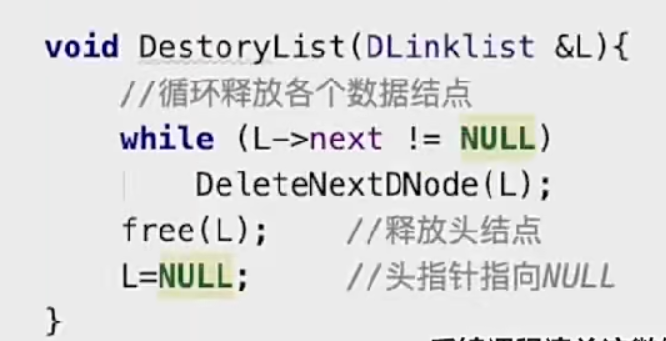 void DestoryList(DLinklist &L){
//循环释放各个数据结点
while (L->next != NULL)
DeleteNextDNode(L);
free(L); //释放头结点
L=NULL; //头指针指向NULL
}